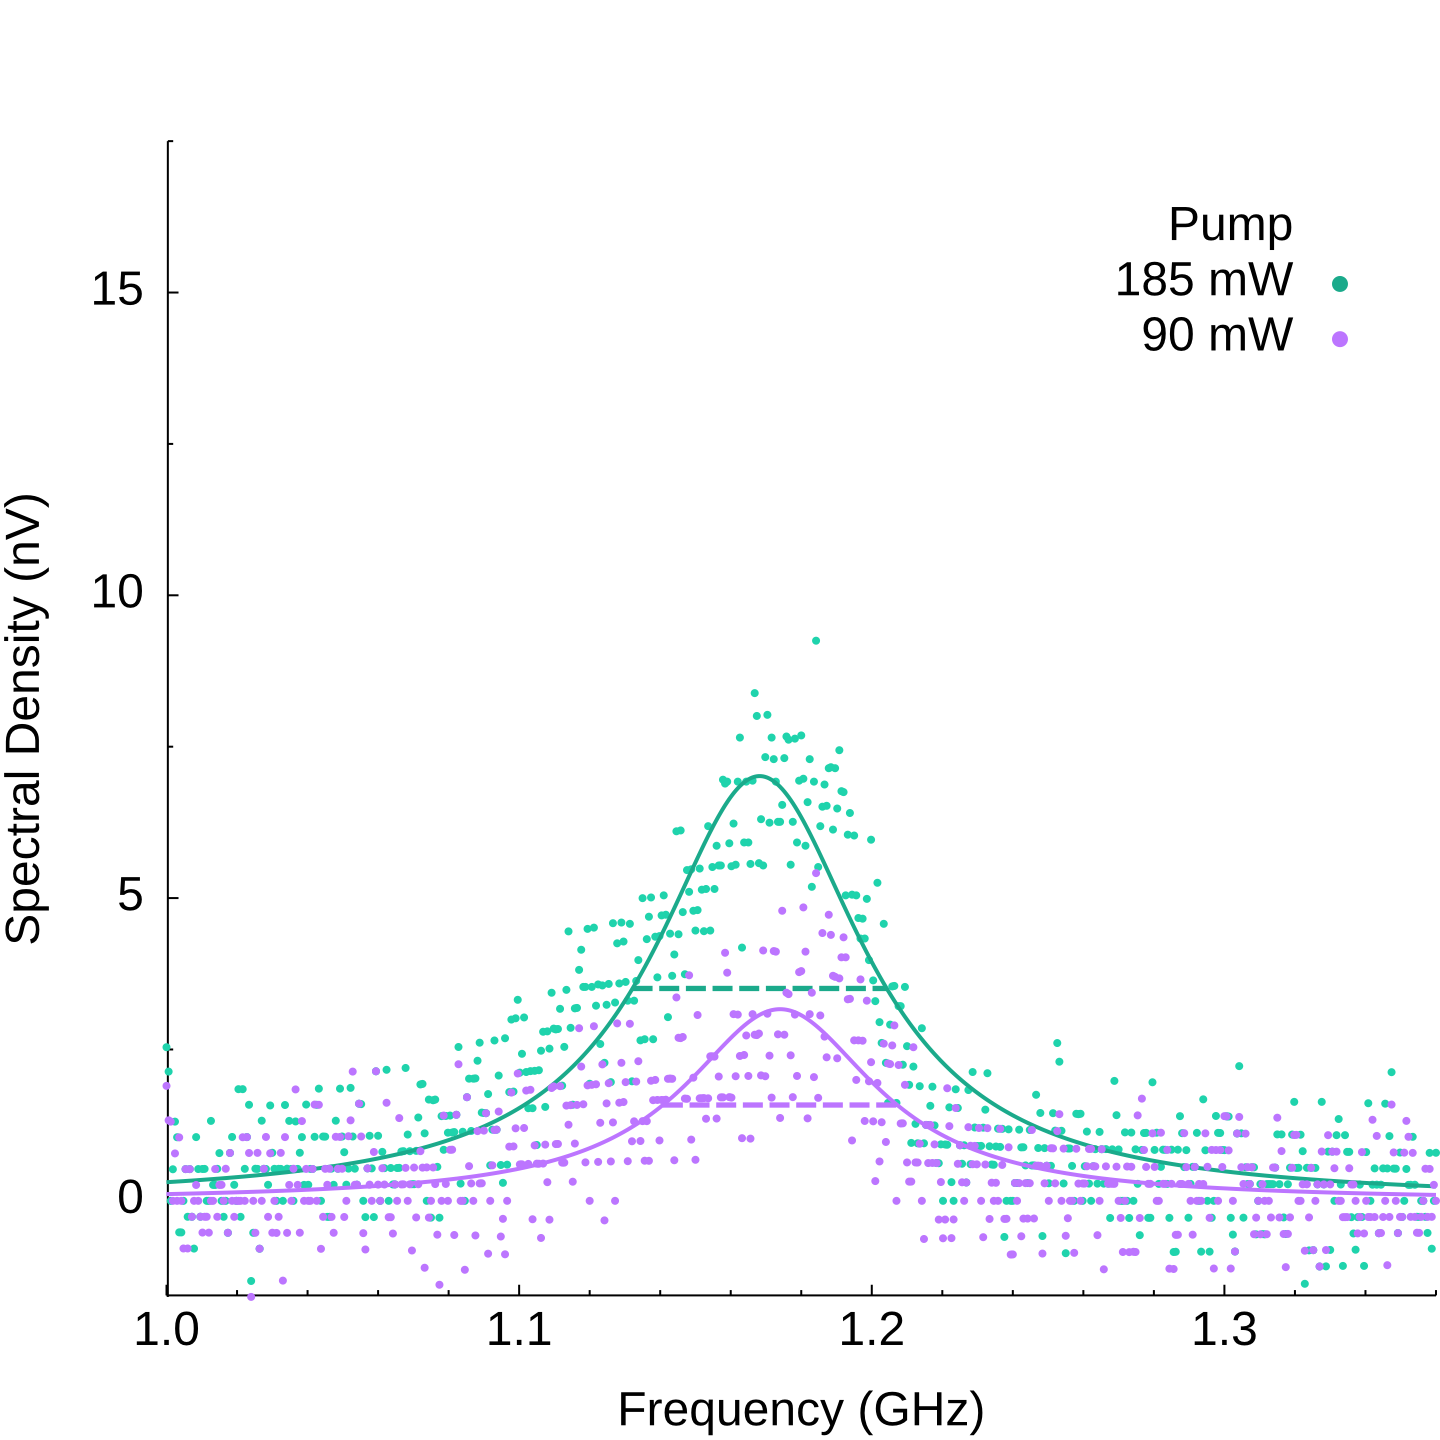 Pump
185 mW
90 mW
15
10
5
0
Spectral Density (nV)
1.0 1.1 1.2 1.3
Frequency (GHz)